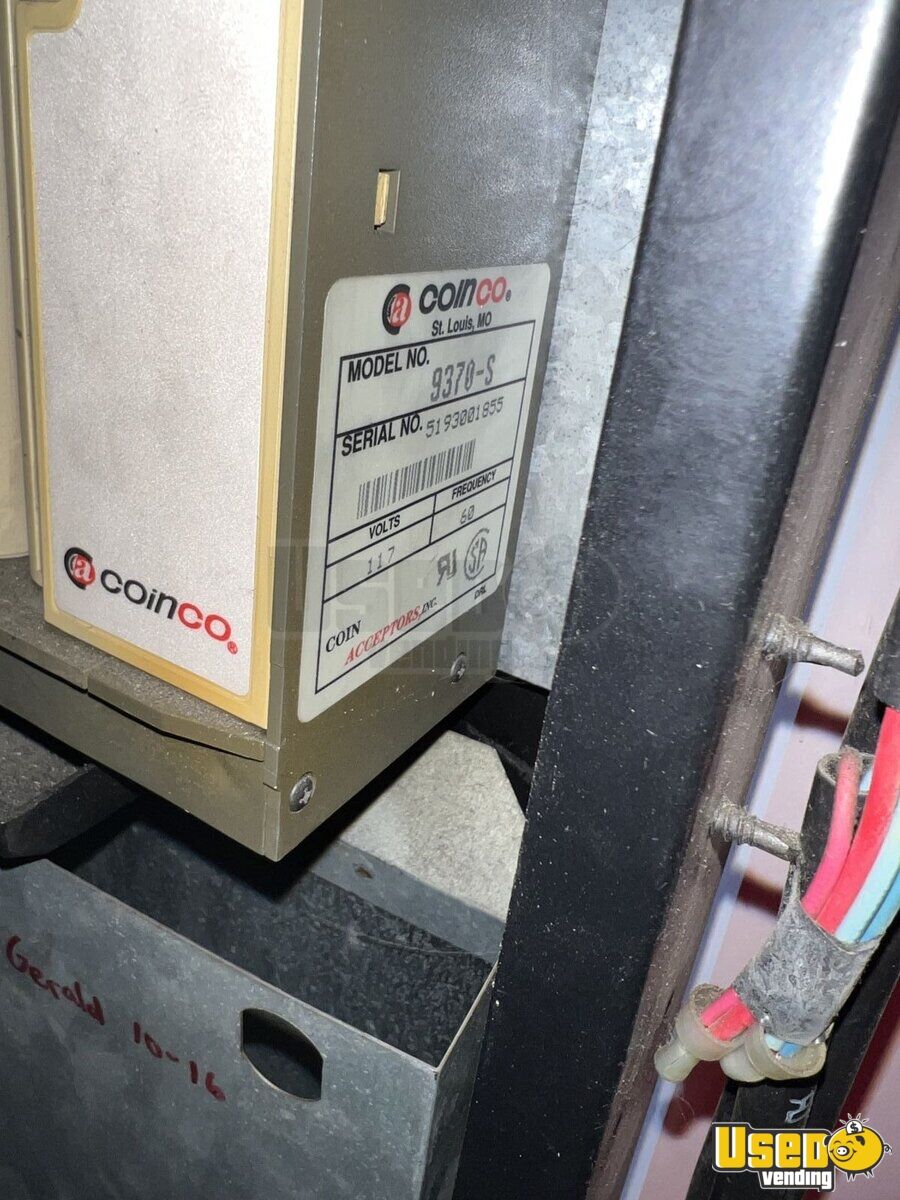 COINCO®
St. Louis, MO
MODEL NO. 9370-S
SERIAL NO. 5193001855
VOLTS FREQUENCY
117 60
COIN ACCEPTORS, INC.
coinco®
Gerald 10-16
USED vending